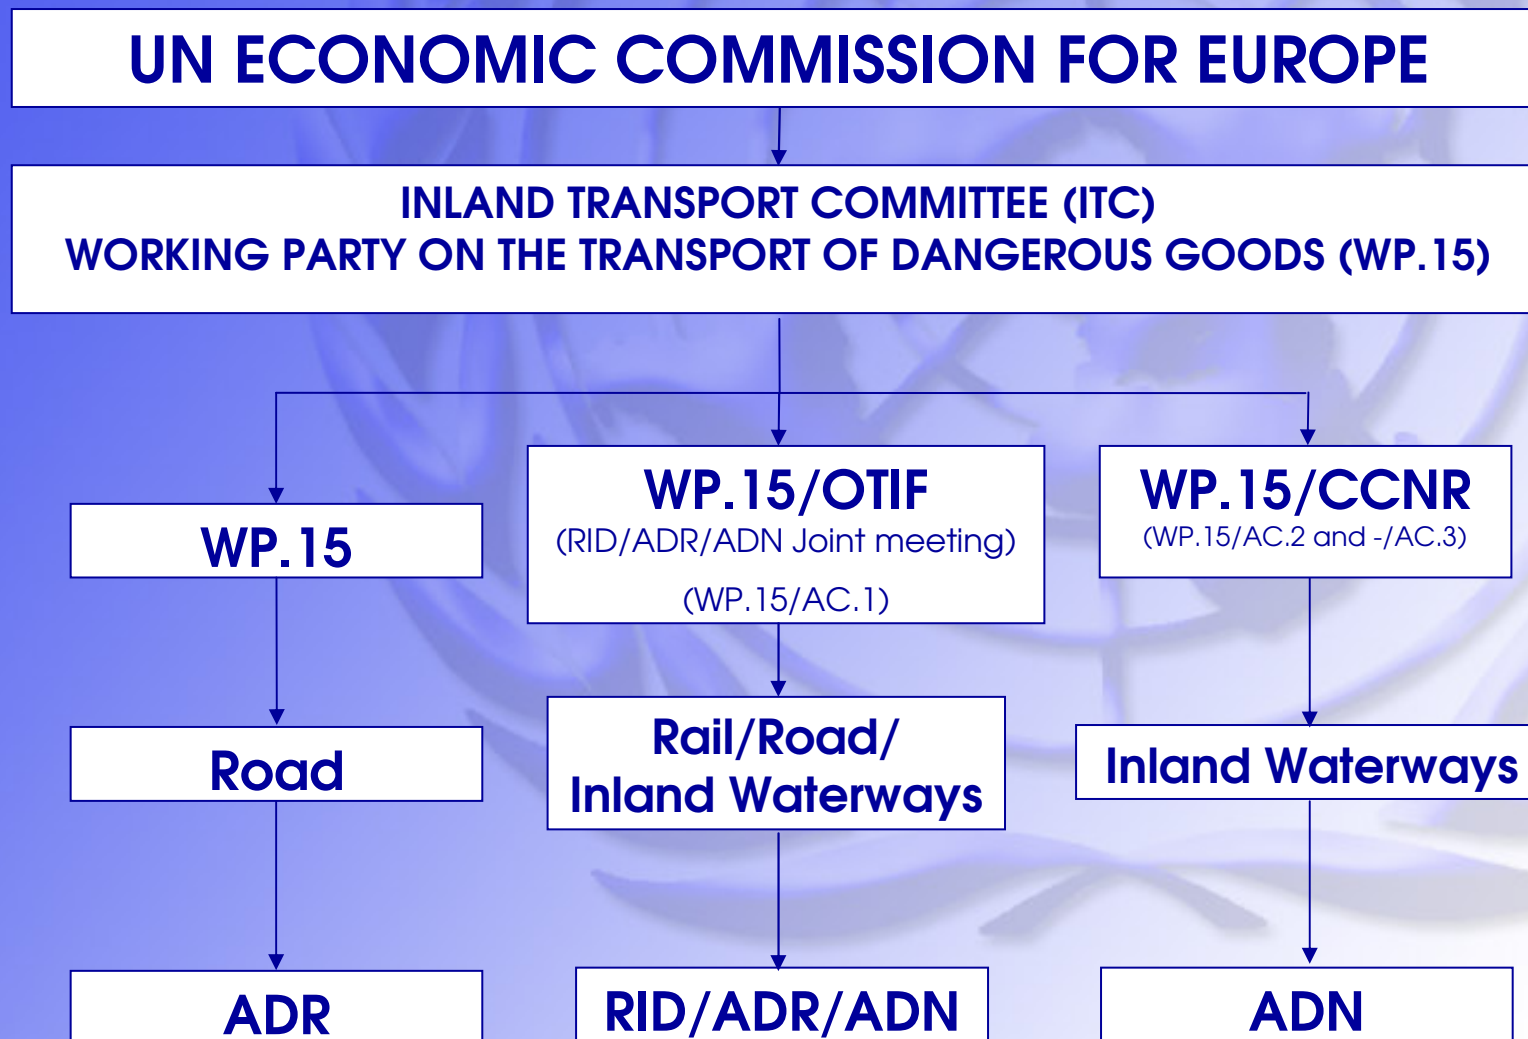 UN ECONOMIC COMMISSION FOR EUROPE
INLAND TRANSPORT COMMITTEE (ITC)
WORKING PARTY ON THE TRANSPORT OF DANGEROUS GOODS (WP.15)
WP.15
WP.15/OTIF
(RID/ADR/ADN Joint meeting)
(WP.15/AC.1)
WP.15/CCNR
(WP.15/AC.2 and -/AC.3)
Road
Rail/Road/
Inland Waterways
Inland Waterways
ADR
RID/ADR/ADN
ADN